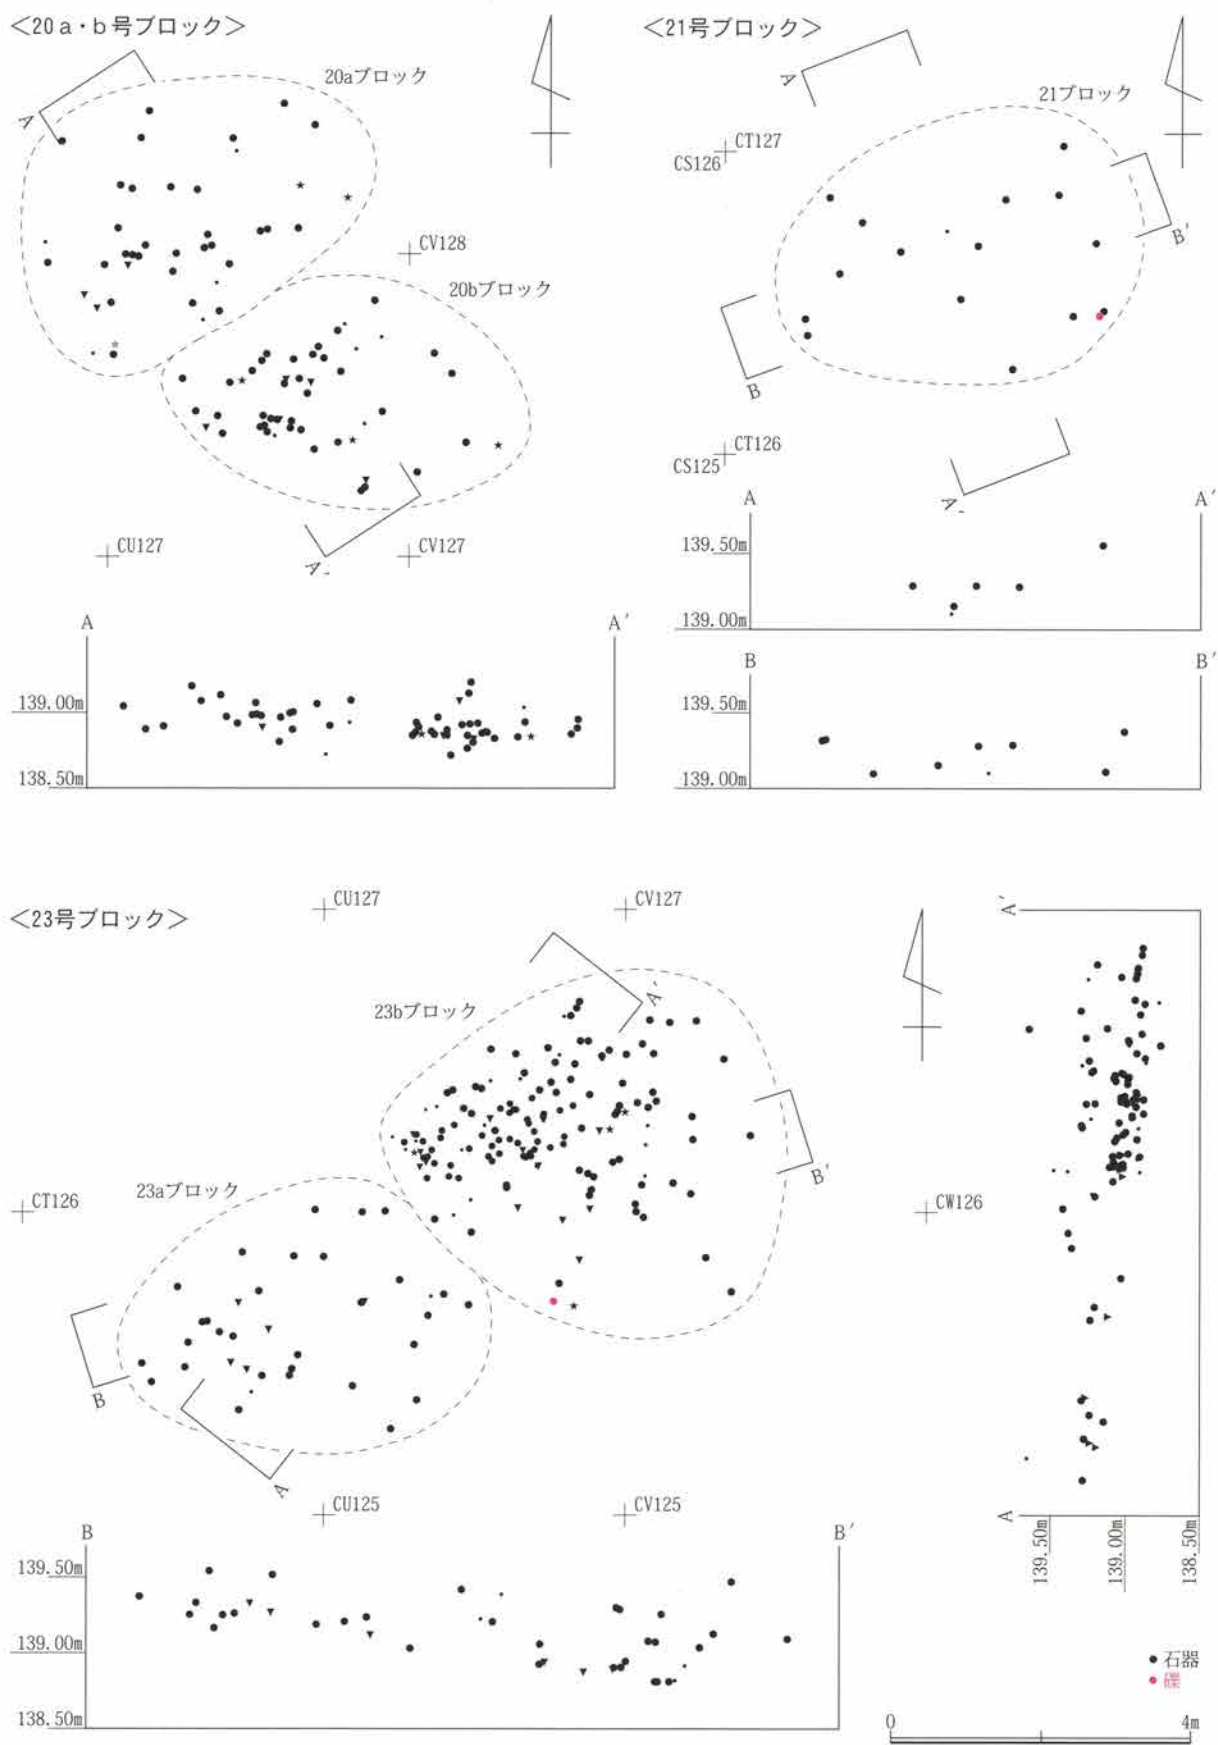 <20a・b号ブロック>
20aブロック
A
CV128
20bブロック
CU127
CV127
A'
A
A'
139.00m
138.50m
<21号ブロック>
A
21ブロック
CT127
CS126
B'
B
CT126
CS125
A'
A
A'
139.50m
139.00m
B
B'
139.50m
139.00m
<23号ブロック>
CU127
CV127
A'
23bブロック
B'
23aブロック
CT126
CW126
B
A
CU125
CV125
B
B'
139.50m
139.00m
138.50m
A'
A
139.50m
139.00m
138.50m
石器
礫
0
4m